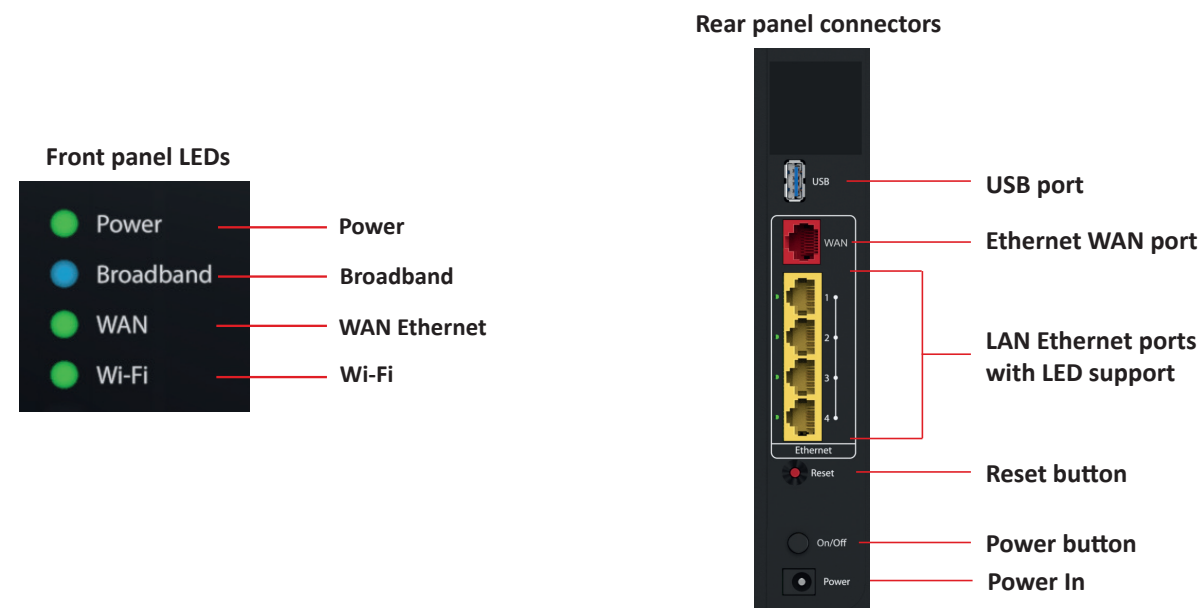 Front panel LEDs
Power
Power
Broadband
Broadband
WAN
WAN Ethernet
Wi-Fi
Wi-Fi
Rear panel connectors
USB
USB port
WAN
Ethernet WAN port
1
2
3
4
LAN Ethernet ports
with LED support
Ethernet
Reset
Reset button
On/Off
Power button
Power
Power In